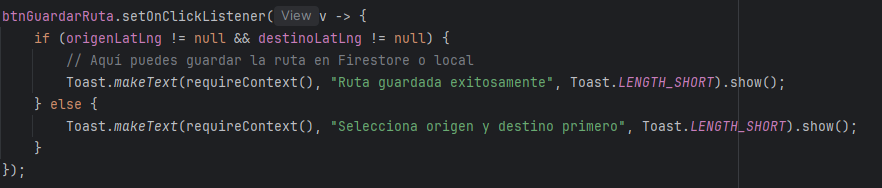 btnGuardarRuta.setOnClickListener( View v -> {
    if (origenLatLng != null && destinoLatLng != null) {
        // Aquí puedes guardar la ruta en Firestore o local
        Toast.makeText(requireContext(), "Ruta guardada exitosamente", Toast.LENGTH_SHORT).show();
    } else {
        Toast.makeText(requireContext(), "Selecciona origen y destino primero", Toast.LENGTH_SHORT).show();
    }
});